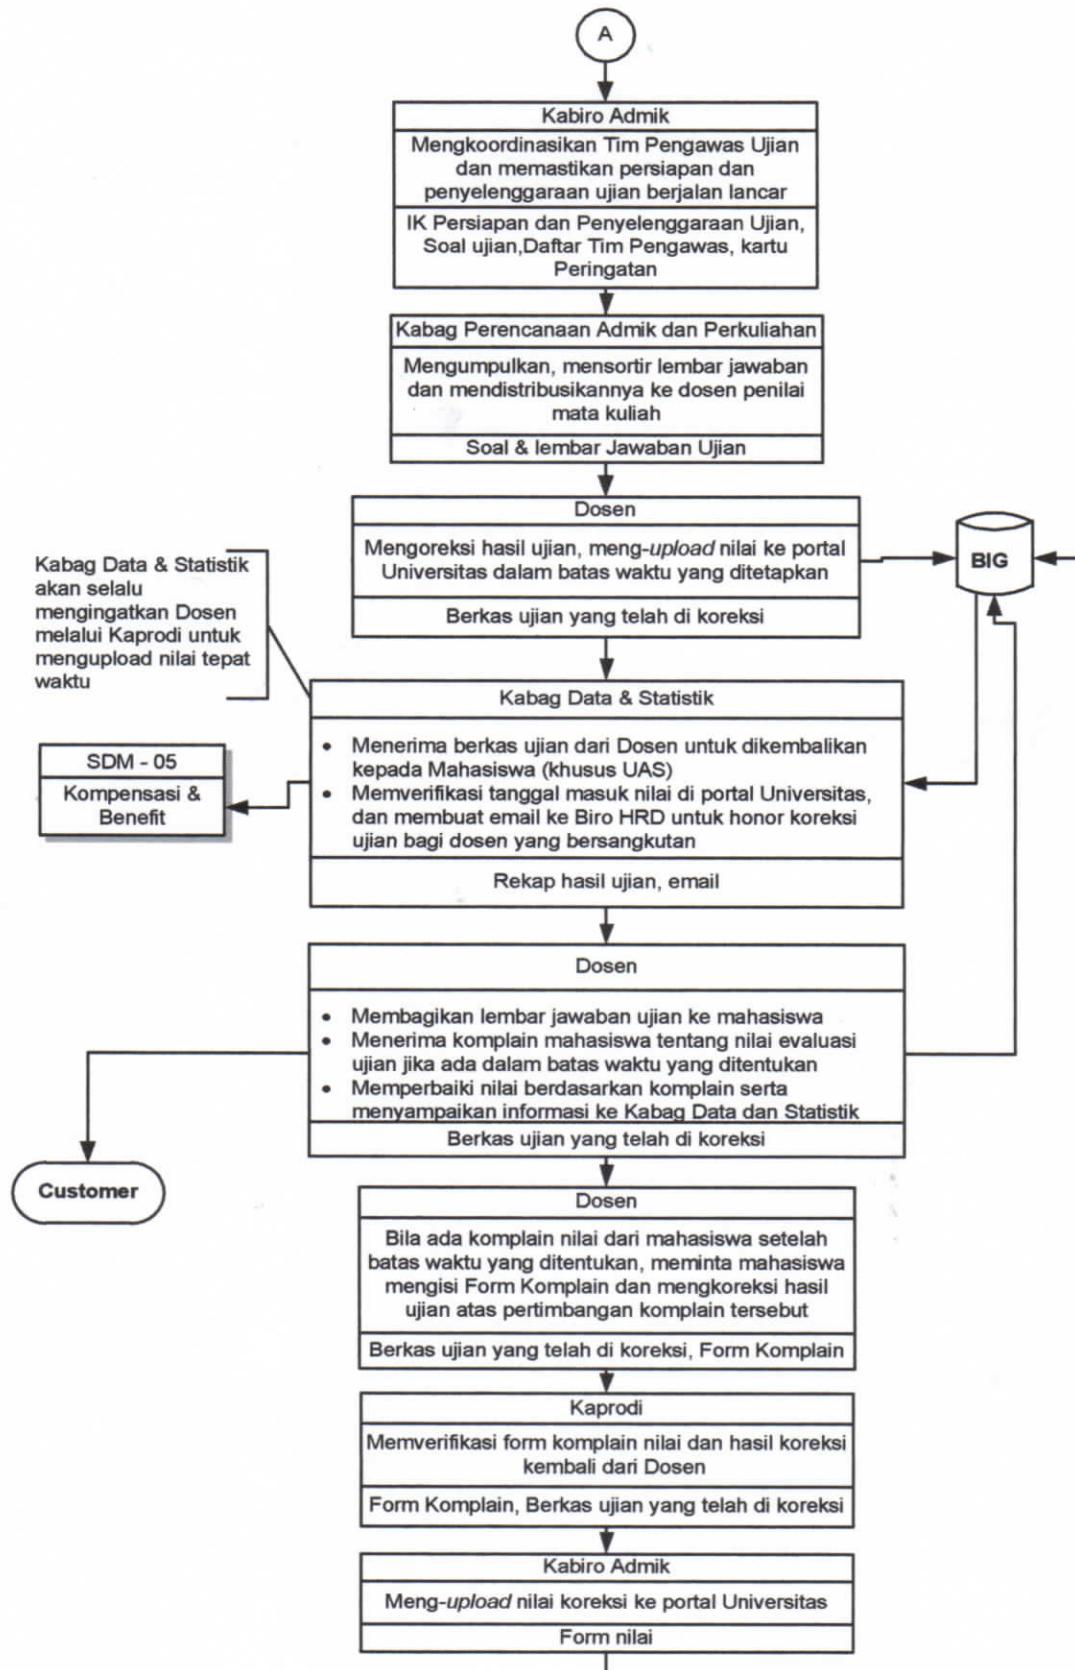 A
Kabiro Admik
Mengkoordinasikan Tim Pengawas Ujian
dan memastikan persiapan dan
penyelenggaraan ujian berjalan lancar
IK Persiapan dan Penyelenggaraan Ujian,
Soal ujian,Daftar Tim Pengawas, kartu
Peringatan
Kabag Perencanaan Admik dan Perkuliahan
Mengumpulkan, mensortir lembar jawaban
dan mendistribusikannya ke dosen penilai
mata kuliah
Soal & lembar Jawaban Ujian
Dosen
Mengoreksi hasil ujian, meng-upload nilai ke portal
Universitas dalam batas waktu yang ditetapkan
Berkas ujian yang telah di koreksi
BIG
Kabag Data & Statistik
akan selalu
mengingatkan Dosen
melalui Kaprodi untuk
mengupload nilai tepat
waktu
Kabag Data & Statistik
• Menerima berkas ujian dari Dosen untuk dikembalikan
kepada Mahasiswa (khusus UAS)
• Memverifikasi tanggal masuk nilai di portal Universitas,
dan membuat email ke Biro HRD untuk honor koreksi
ujian bagi dosen yang bersangkutan
Rekap hasil ujian, email
SDM - 05
Kompensasi &
Benefit
Dosen
• Membagikan lembar jawaban ujian ke mahasiswa
• Menerima komplain mahasiswa tentang nilai evaluasi
ujian jika ada dalam batas waktu yang ditentukan
• Memperbaiki nilai berdasarkan komplain serta
menyampaikan informasi ke Kabag Data dan Statistik
Berkas ujian yang telah di koreksi
Customer
Dosen
Bila ada komplain nilai dari mahasiswa setelah
batas waktu yang ditentukan, meminta mahasiswa
mengisi Form Komplain dan mengkoreksi hasil
ujian atas pertimbangan komplain tersebut
Berkas ujian yang telah di koreksi, Form Komplain
Kaprodi
Memverifikasi form komplain nilai dan hasil koreksi
kembali dari Dosen
Form Komplain, Berkas ujian yang telah di koreksi
Kabiro Admik
Meng-upload nilai koreksi ke portal Universitas
Form nilai